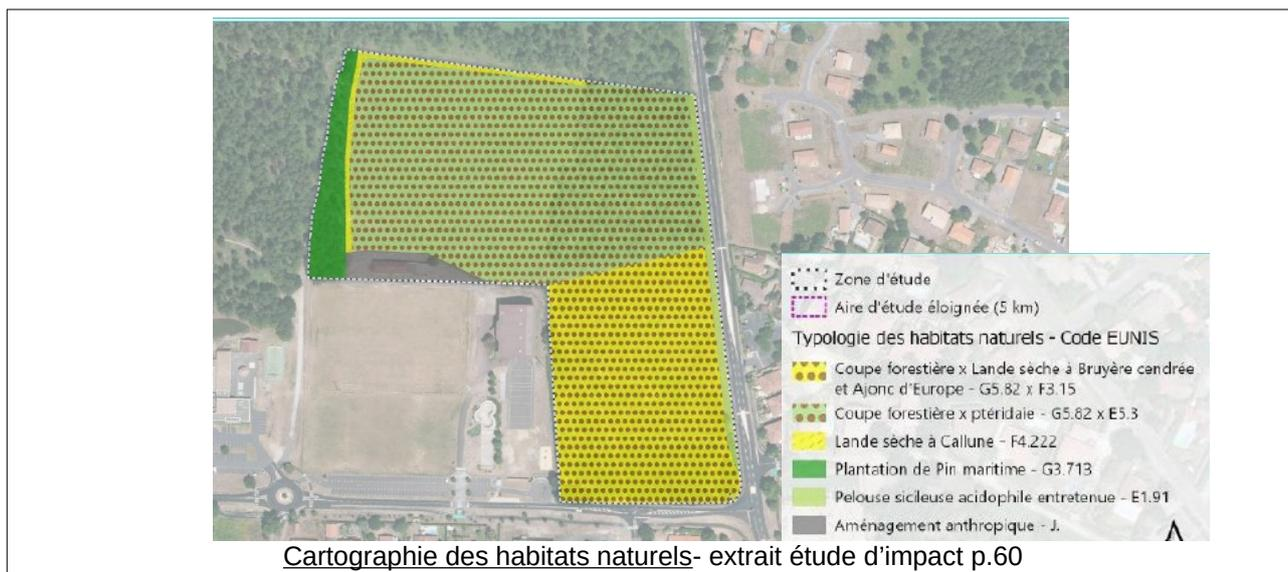 Zone d'étude
Aire d'étude éloignée (5 km)
Typologie des habitats naturels - Code EUNIS
Coupe forestière x Lande sèche à Bruyère cendrée
et Ajonc d'Europe - G5.82 x F3.15
Coupe forestière x ptéridaie - G5.82 x E5.3
Lande sèche à Callune - F4.222
Plantation de Pin maritime - G3.713
Pelouse sicileuse acidophile entretenue - E1.91
Aménagement anthropique - J.
Cartographie des habitats naturels- extrait étude d'impact p.60